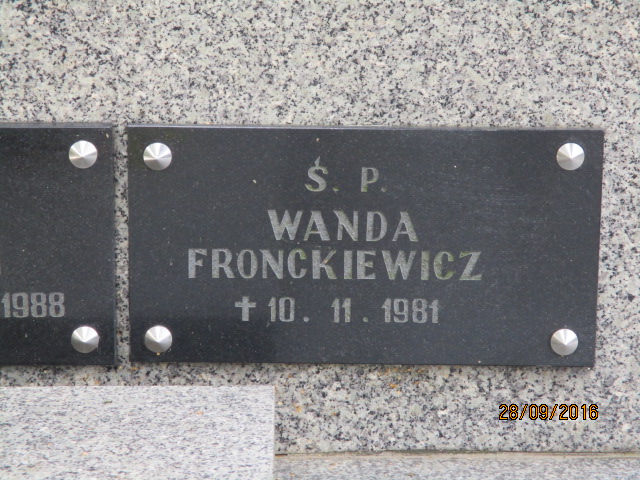 Ś. P.
WANDA
FRONCKIEWICZ
✝ 10. 11. 1981
1988
28/09/2016